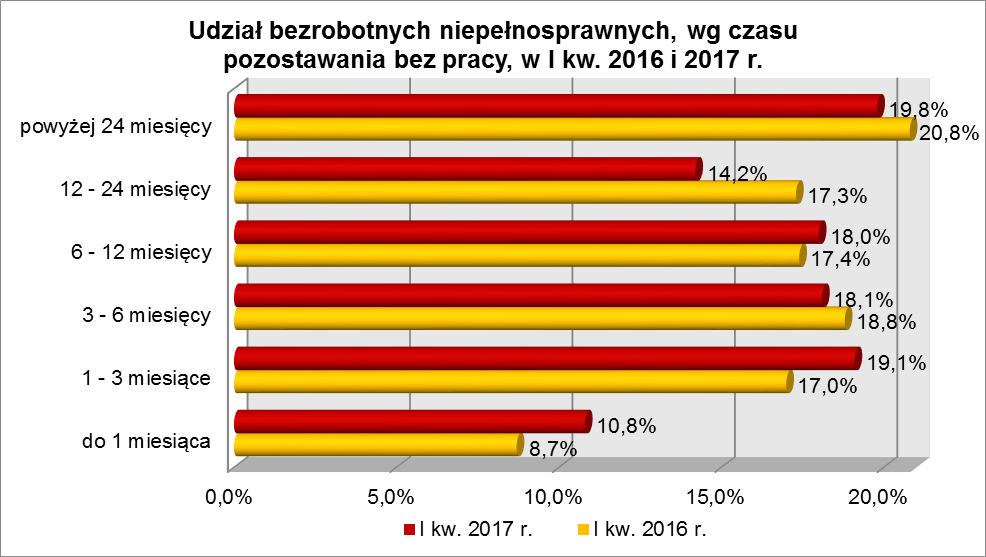 Udział bezrobotnych niepełnosprawnych, wg czasu
pozostawania bez pracy, w I kw. 2016 i 2017 r.
powyżej 24 miesięcy
19,8%
20,8%
12 - 24 miesięcy
14,2%
17,3%
6 - 12 miesięcy
18,0%
17,4%
3 - 6 miesięcy
18,1%
18,8%
1 - 3 miesiące
19,1%
17,0%
do 1 miesiąca
10,8%
8,7%
0,0% 5,0% 10,0% 15,0% 20,0%
I kw. 2017 r. I kw. 2016 r.